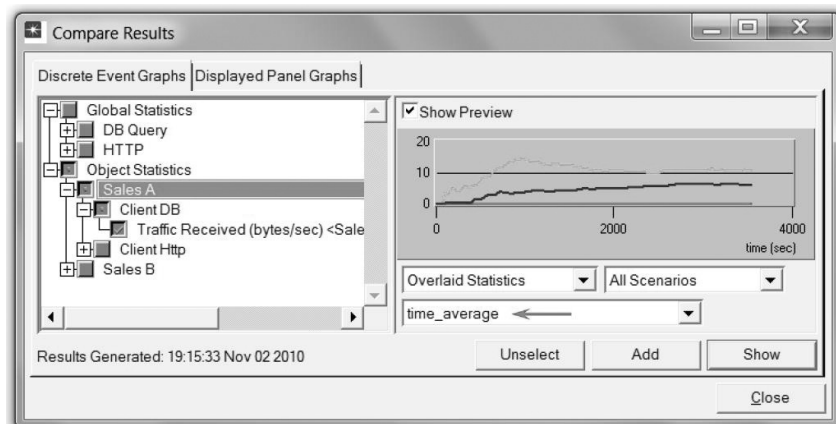 Compare Results
Discrete Event Graphs
Displayed Panel Graphs
Global Statistics
DB Query
HTTP
Object Statistics
Sales A
Client DB
Traffic Received (bytes/sec) <Sale
Client Http
Sales B
Show Preview
20
10
0
0
2000
4000
time (sec)
Overlaid Statistics
All Scenarios
time_average
Results Generated: 19:15:33 Nov 02 2010
Unselect
Add
Show
Close